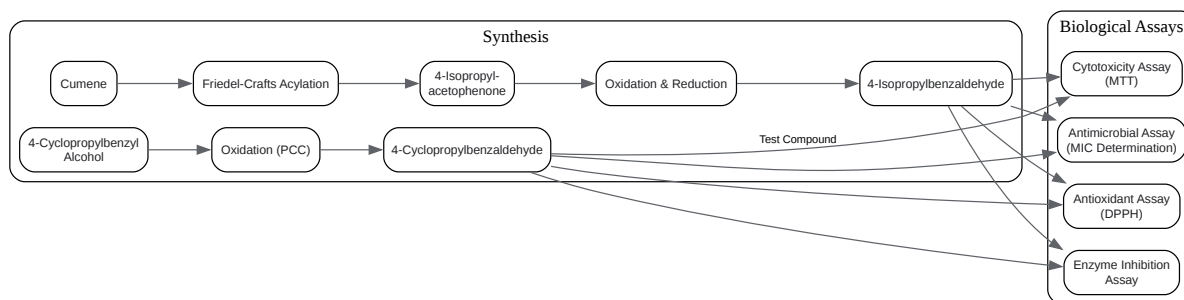 Synthesis
Biological Assays
Cumene
Friedel-Crafts Acylation
4-Isopropyl-
acetophenone
Oxidation & Reduction
4-Isopropylbenzaldehyde
Cytotoxicity Assay
(MTT)
4-Cyclopropylbenzyl
Alcohol
Oxidation (PCC)
4-Cyclopropylbenzaldehyde
Test Compound
Antimicrobial Assay
(MIC Determination)
Antioxidant Assay
(DPPH)
Enzyme Inhibition
Assay